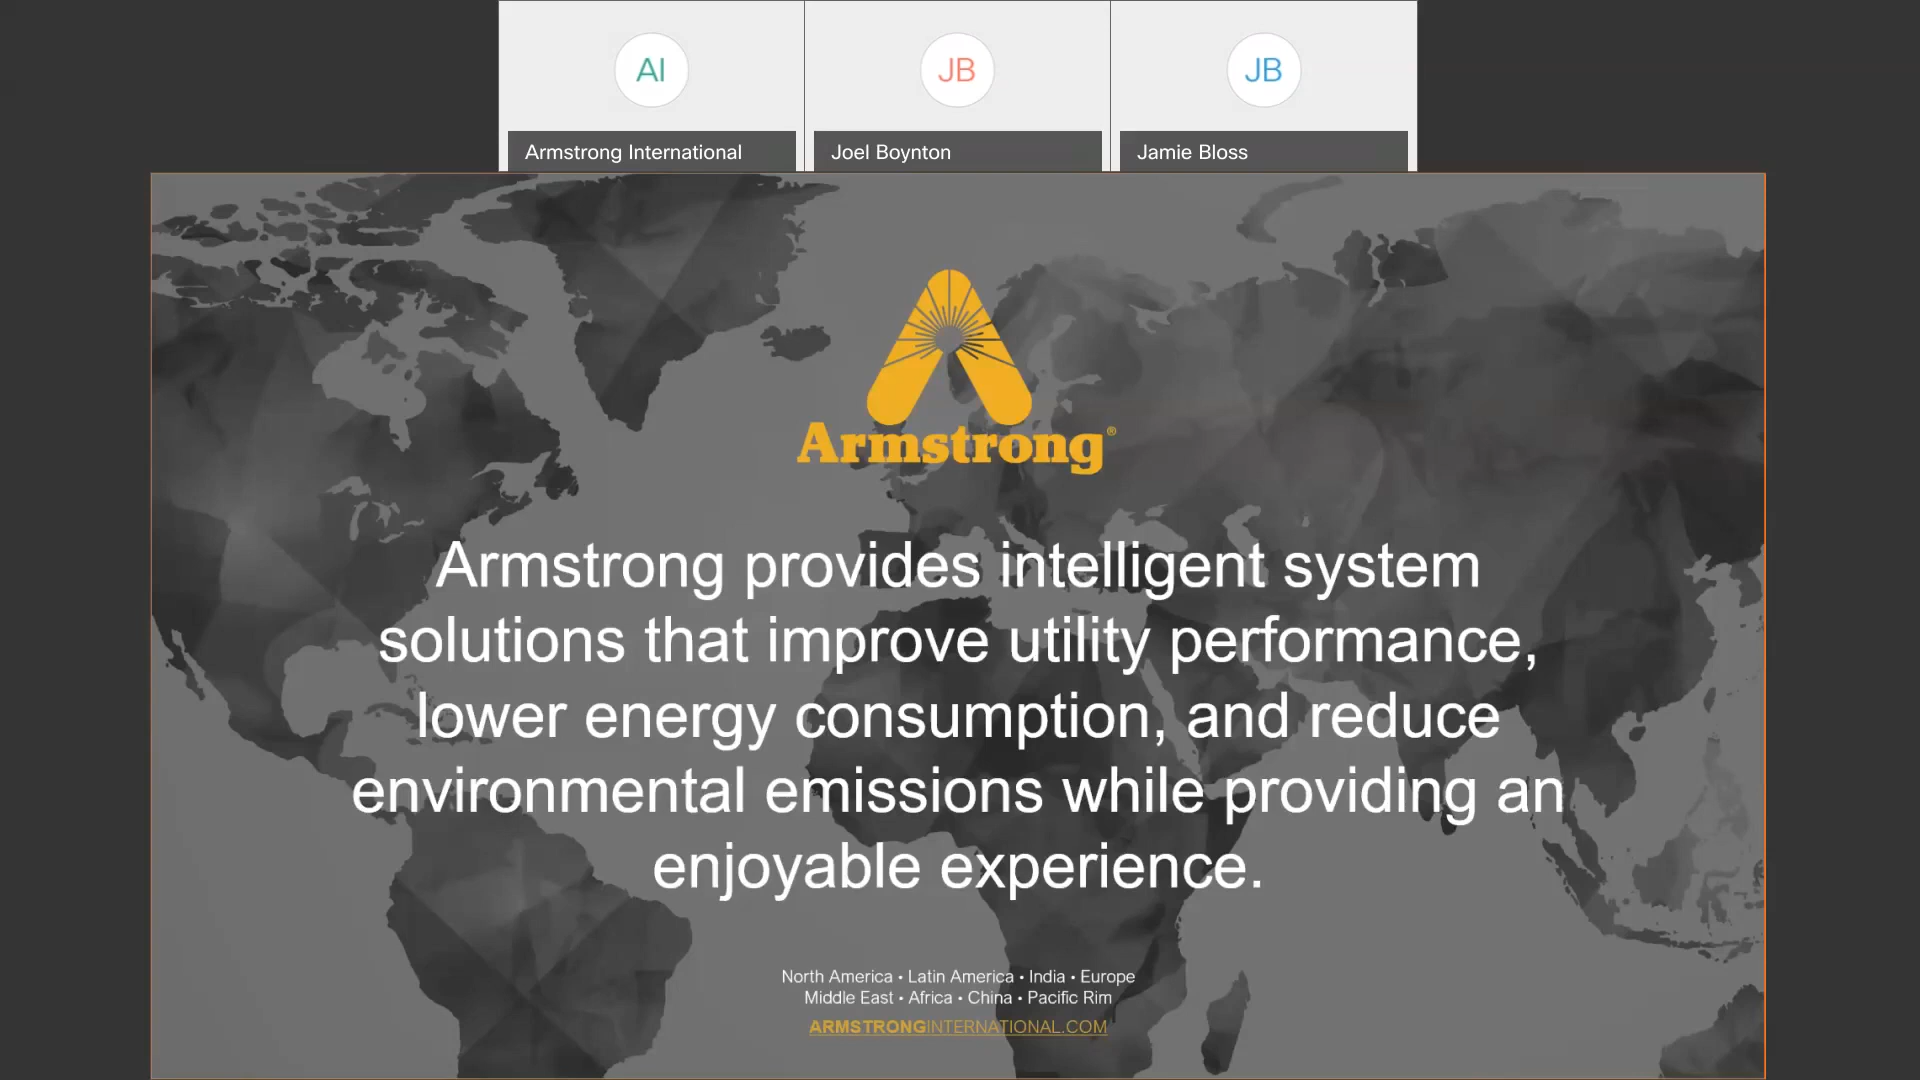 AI
JB
JB
Armstrong International
Joel Boynton
Jamie Bloss
Armstrong®
Armstrong provides intelligent system
solutions that improve utility performance,
lower energy consumption, and reduce
environmental emissions while providing an
enjoyable experience.
North America • Latin America • India • Europe
Middle East • Africa • China • Pacific Rim
ARMSTRONGINTERNATIONAL.COM